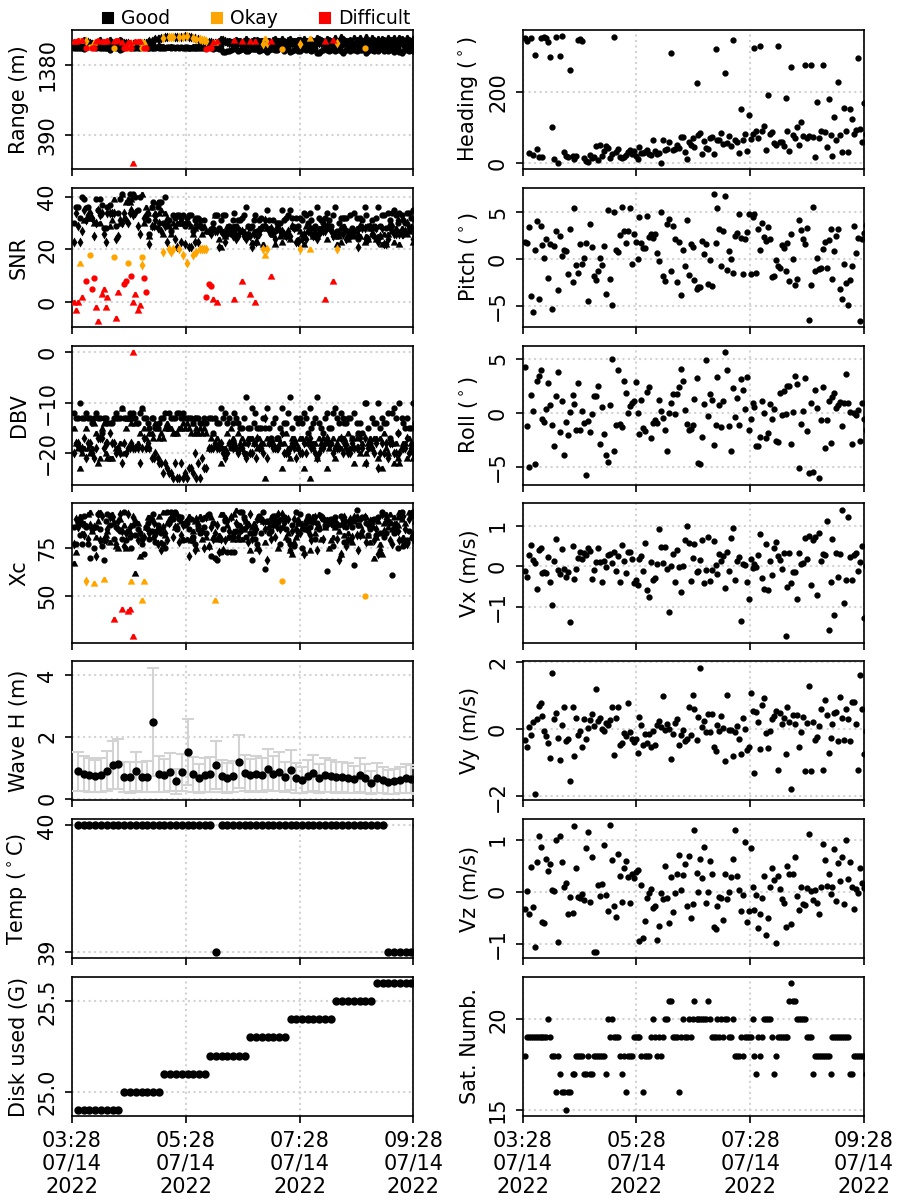 Good Okay Difficult
Range (m)
1380
390
Heading (°)
200
0
SNR
40
20
0
Pitch (°)
5
0
−5
DBV
0
−10
−20
Roll (°)
5
0
−5
Xc
75
50
Vx (m/s)
1
0
−1
Wave H (m)
4
2
0
Vy (m/s)
2
0
−2
Temp (°C)
40
39
Vz (m/s)
1
0
−1
Disk used (G)
25.5
25.0
Sat. Numb.
20
15
03:28 05:28 07:28 09:28
07/14 07/14 07/14 07/14
2022 2022 2022 2022
03:28 05:28 07:28 09:28
07/14 07/14 07/14 07/14
2022 2022 2022 2022